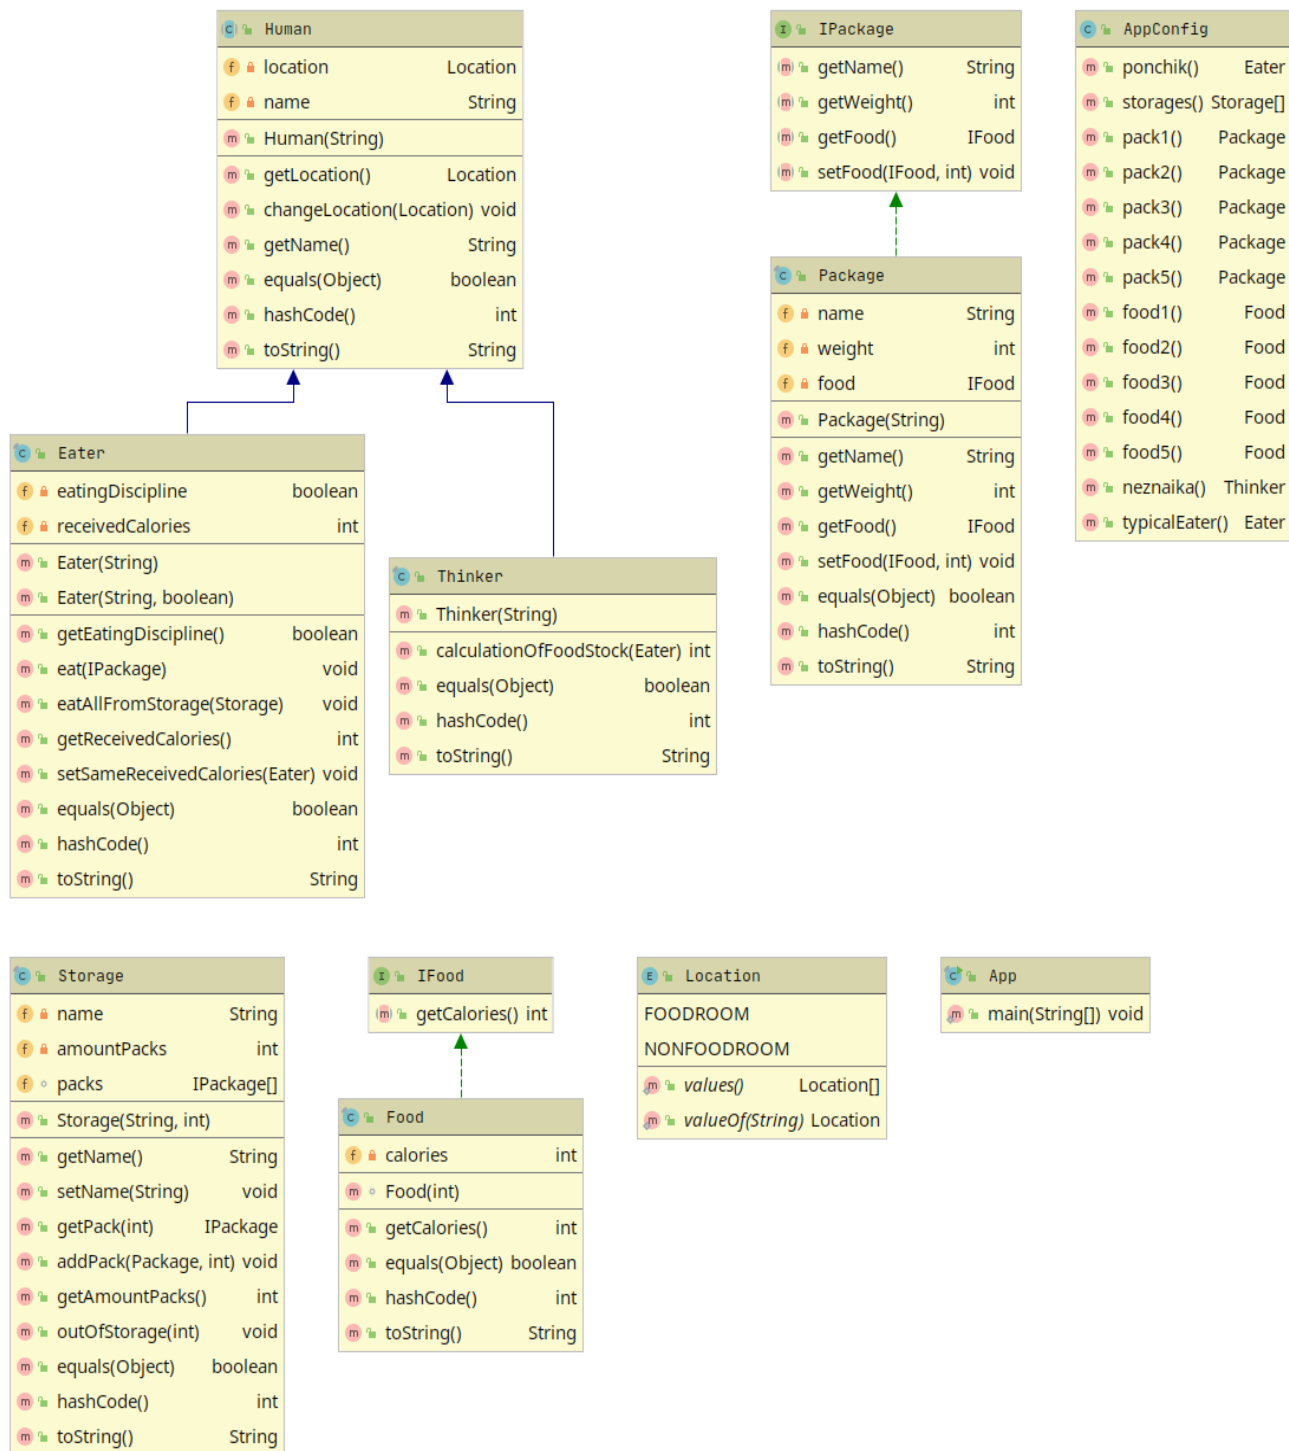 Human
location Location
name String
Human(String)
getLocation() Location
changeLocation(Location) void
getName() String
equals(Object) boolean
hashCode() int
toString() String
IPackage
getName() String
getWeight() int
getFood() IFood
setFood(IFood, int) void
AppConfig
ponchik() Eater
storages() Storage[]
pack1() Package
pack2() Package
pack3() Package
pack4() Package
pack5() Package
food1() Food
food2() Food
food3() Food
food4() Food
food5() Food
neznaika() Thinker
typicalEater() Eater
Package
name String
weight int
food IFood
Package(String)
getName() String
getWeight() int
getFood() IFood
setFood(IFood, int) void
equals(Object) boolean
hashCode() int
toString() String
Eater
eatingDiscipline boolean
receivedCalories int
Eater(String)
Eater(String, boolean)
getEatingDiscipline() boolean
eat(IPackage) void
eatAllFromStorage(Storage) void
getReceivedCalories() int
setSameReceivedCalories(Eater) void
equals(Object) boolean
hashCode() int
toString() String
Thinker
Thinker(String)
calculationOfFoodStock(Eater) int
equals(Object) boolean
hashCode() int
toString() String
Storage
name String
amountPacks int
packs IPackage[]
Storage(String, int)
getName() String
setName(String) void
getPack(int) IPackage
addPack(Package, int) void
getAmountPacks() int
outOfStorage(int) void
equals(Object) boolean
hashCode() int
toString() String
IFood
getCalories() int
Food
calories int
Food(int)
getCalories() int
equals(Object) boolean
hashCode() int
toString() String
Location
FOODROOM
NONFOODROOM
values() Location[]
valueOf(String) Location
App
main(String[]) void